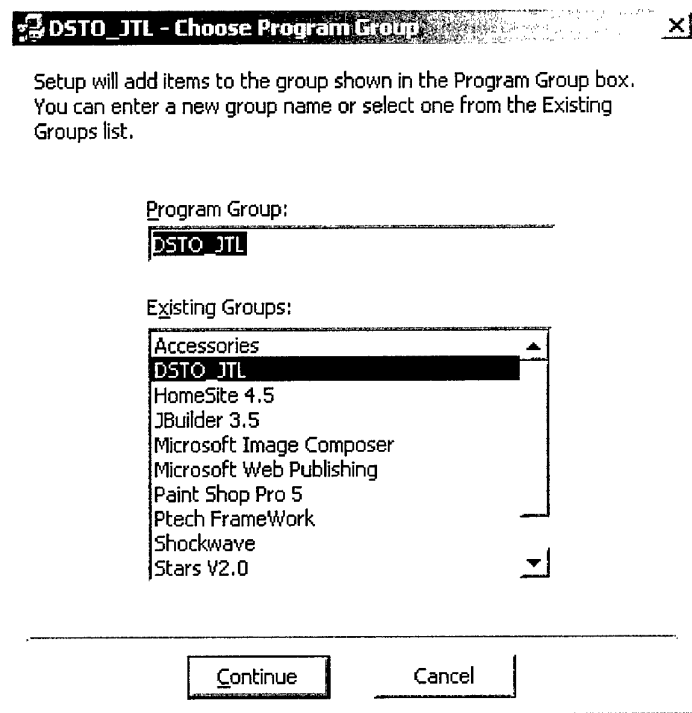 DSTO_JTL - Choose Program Group
Setup will add items to the group shown in the Program Group box.
You can enter a new group name or select one from the Existing
Groups list.
Program Group:
DSTO_JTL
Existing Groups:
Accessories
DSTO_JTL
HomeSite 4.5
JBuilder 3.5
Microsoft Image Composer
Microsoft Web Publishing
Paint Shop Pro 5
Ptech FrameWork
Shockwave
Stars V2.0
Continue
Cancel